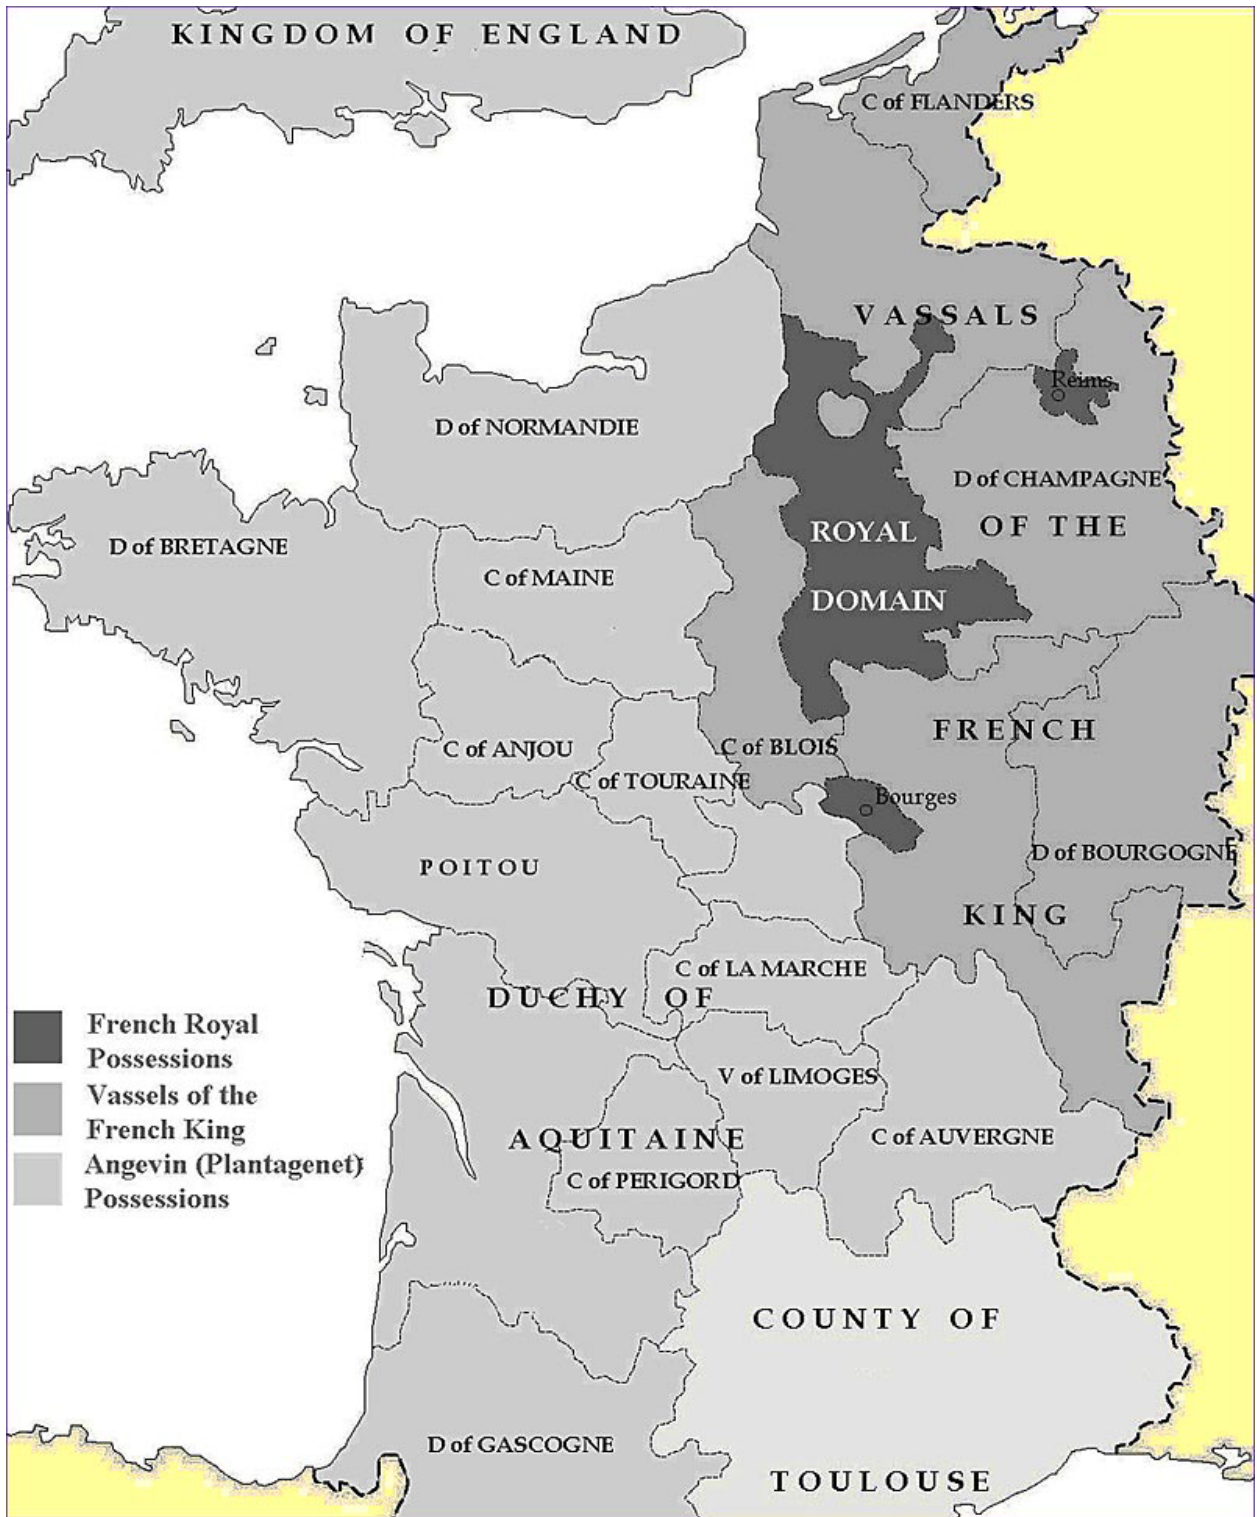 KINGDOM OF ENGLAND
C of FLANDERS
VASSALS
Reims
D of NORMANDIE
D of CHAMPAGNE
ROYAL
OF THE
D of BRETAGNE
C of MAINE
DOMAIN
FRENCH
C of ANJOU
C of BLOIS
C of TOURAINE
Bourges
D of BOURGOGNE
POITOU
KING
C of LA MARCHE
DUCHY OF
French Royal
Possessions
V of LIMOGES
Vassels of the
French King
AQUITAINE
C of AUVERGNE
Angevin (Plantagenet)
Possessions
C of PERIGORD
COUNTY OF
D of GASCOGNE
TOULOUSE